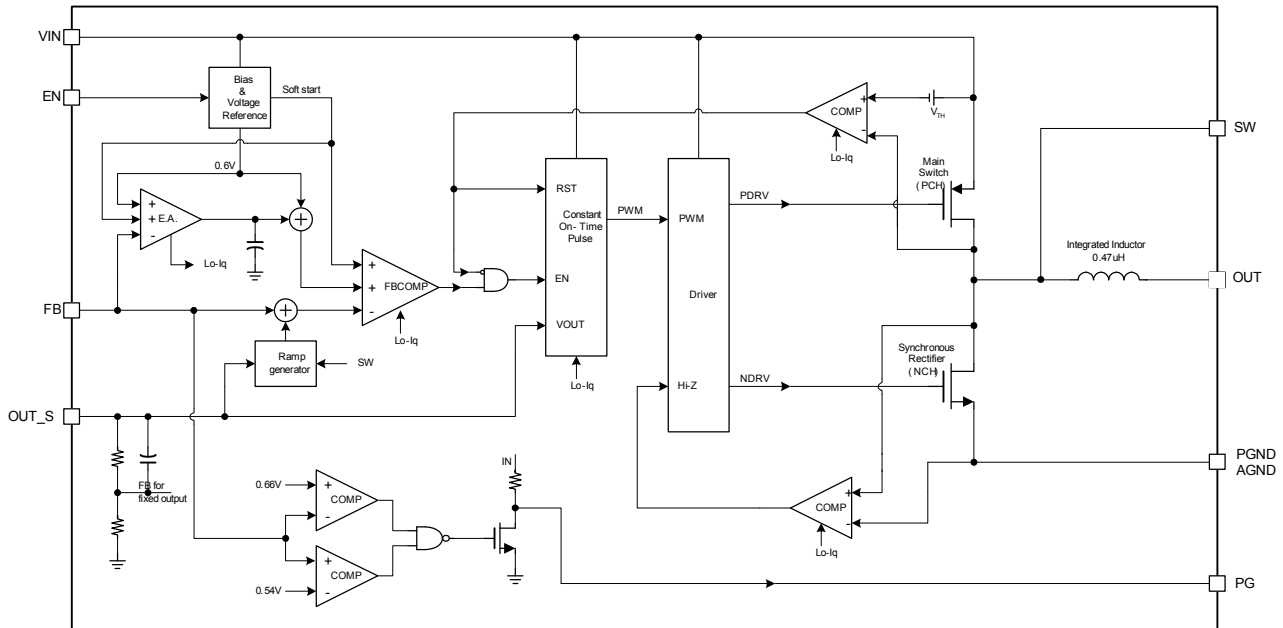 VIN
EN
Bias
&
Voltage
Reference
Soft start
0.6V
+
+ E.A.
-
Lo-Iq
+
+
+
FBCOMP
-
Lo-Iq
FB
+
Ramp
generator
SW
OUT_S
FB for
fixed output
RST
Constant
On- Time
Pulse
EN
VOUT
Lo-Iq
PWM
PWM
Driver
Hi-Z
PDRV
NDRV
+
COMP
-
Lo-Iq
VTH
Main
Switch
( PCH )
Integrated Inductor
0.47uH
Synchronous
Rectifier
( NCH )
+
COMP
-
Lo-Iq
SW
OUT
PGND
AGND
PG
0.66V
+
COMP
-
+
COMP
-
0.54V
IN